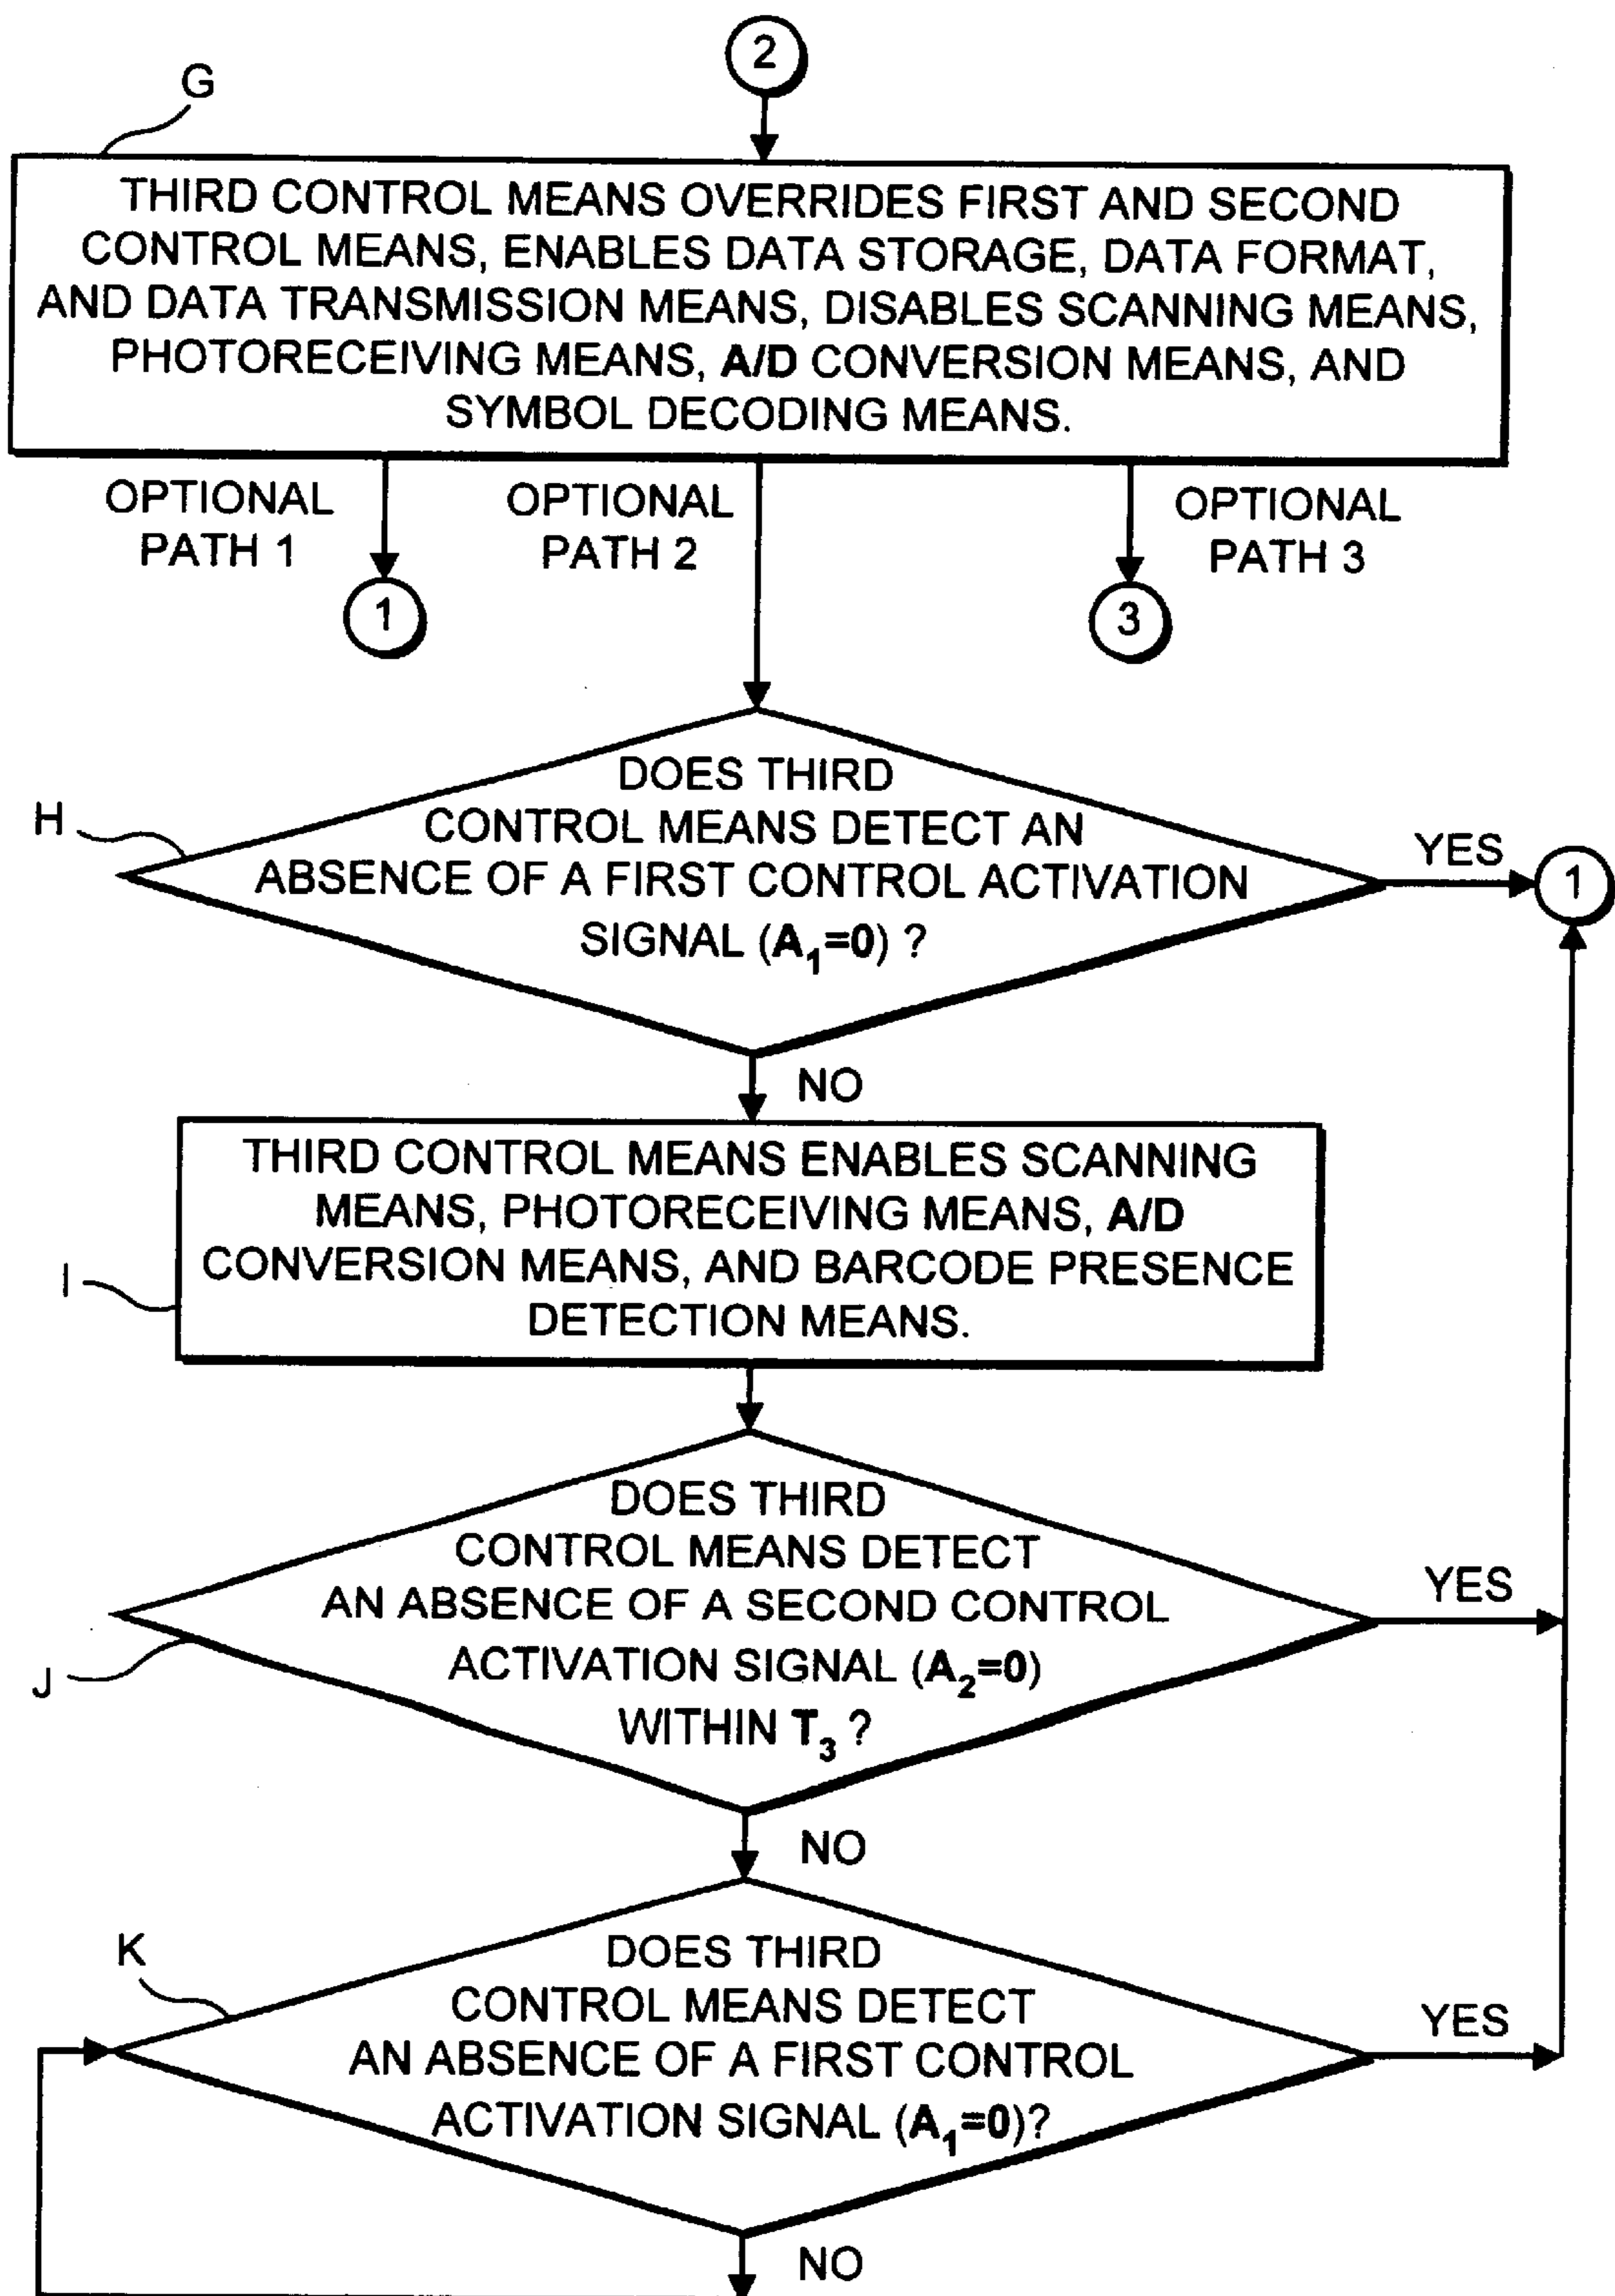 2
G
THIRD CONTROL MEANS OVERRIDES FIRST AND SECOND
CONTROL MEANS, ENABLES DATA STORAGE, DATA FORMAT,
AND DATA TRANSMISSION MEANS, DISABLES SCANNING MEANS,
PHOTORECEIVING MEANS, A/D CONVERSION MEANS, AND
SYMBOL DECODING MEANS.
OPTIONAL
PATH 1
OPTIONAL
PATH 2
OPTIONAL
PATH 3
1
3
H
DOES THIRD
CONTROL MEANS DETECT AN
ABSENCE OF A FIRST CONTROL ACTIVATION
SIGNAL (A1=0) ?
YES
1
NO
I
THIRD CONTROL MEANS ENABLES SCANNING
MEANS, PHOTORECEIVING MEANS, A/D
CONVERSION MEANS, AND BARCODE PRESENCE
DETECTION MEANS.
J
DOES THIRD
CONTROL MEANS DETECT
AN ABSENCE OF A SECOND CONTROL
ACTIVATION SIGNAL (A2=0)
WITHIN T3 ?
YES
NO
K
DOES THIRD
CONTROL MEANS DETECT
AN ABSENCE OF A FIRST CONTROL
ACTIVATION SIGNAL (A1=0)?
YES
NO